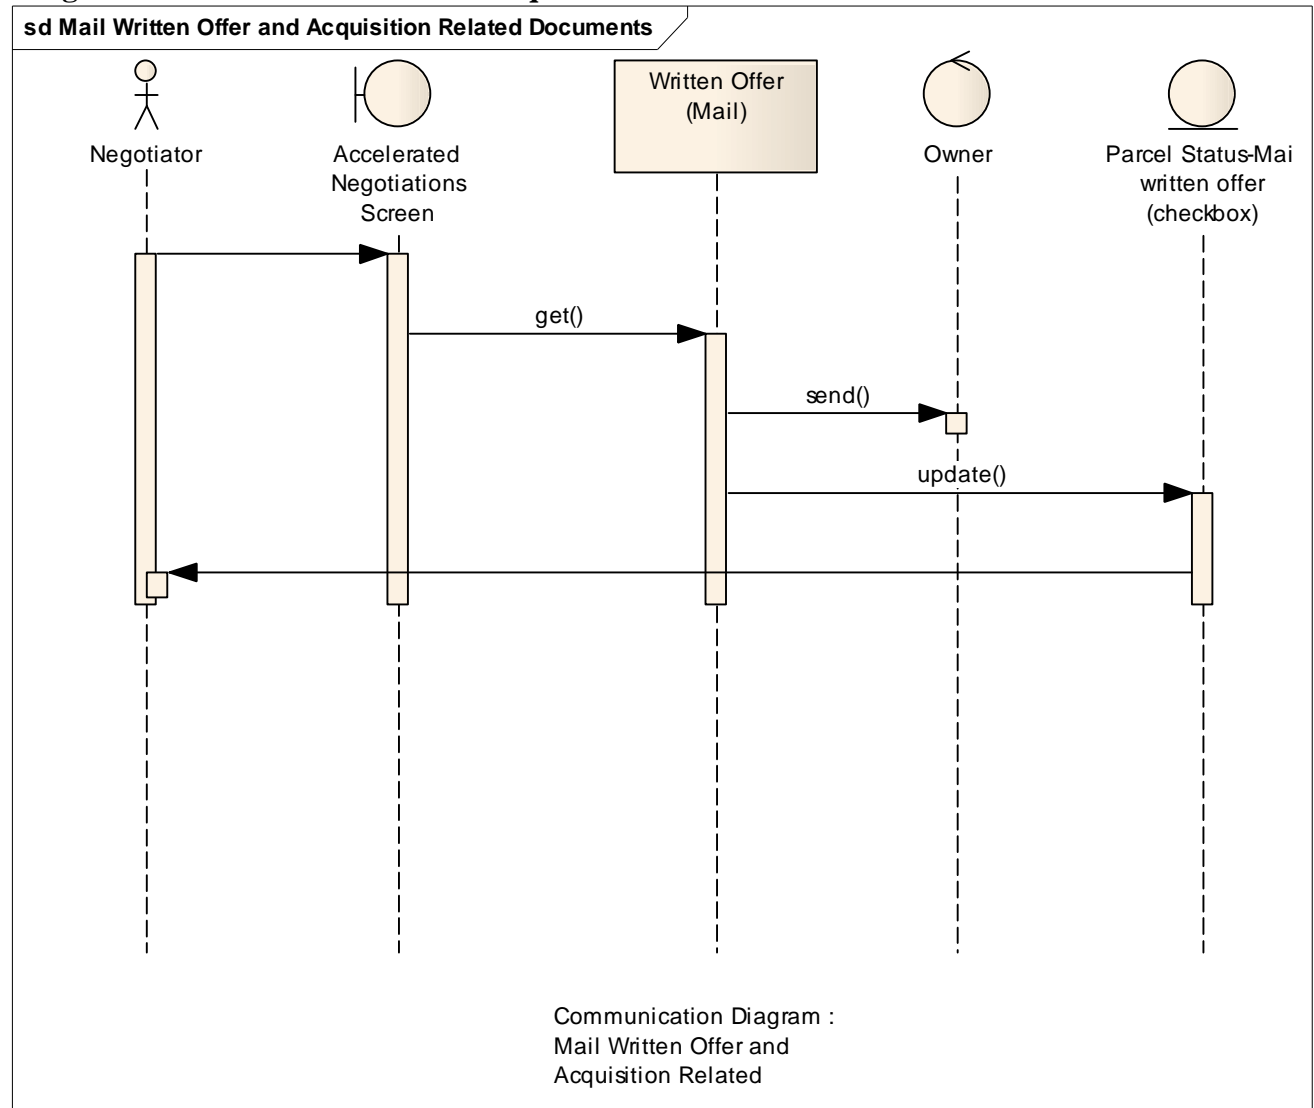 sd Mail Written Offer and Acquisition Related Documents
Negotiator
Accelerated
Negotiations
Screen
Written Offer
(Mail)
Owner
Parcel Status-Mai
written offer
(checkbox)
get()
send()
update()
Communication Diagram :
Mail Written Offer and
Acquisition Related